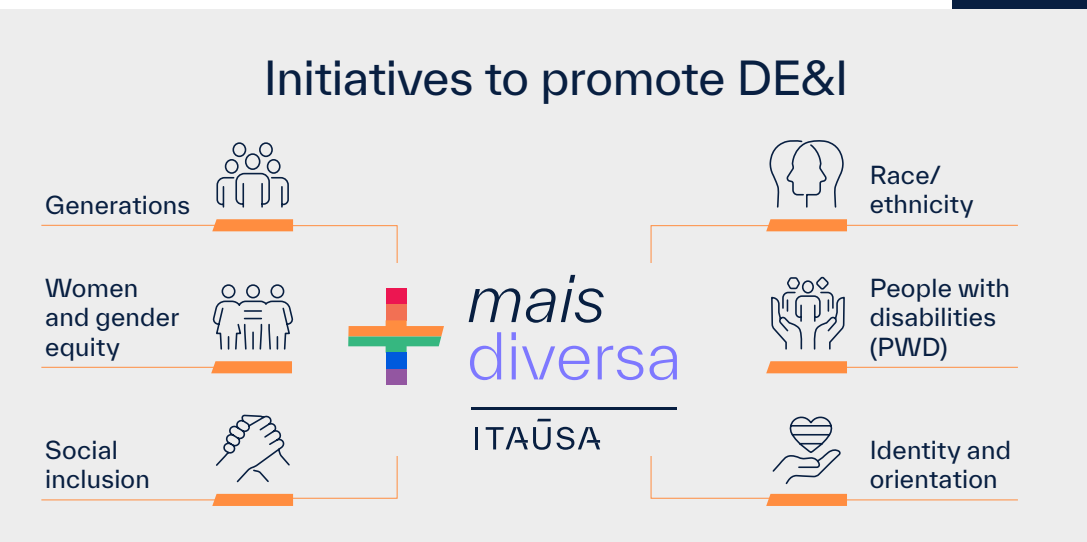 Initiatives to promote DE&I
Generations
Women
and gender
equity
Social
inclusion
mais
diversa
ITAŪSA
Race/
ethnicity
People with
disabilities
(PWD)
Identity and
orientation